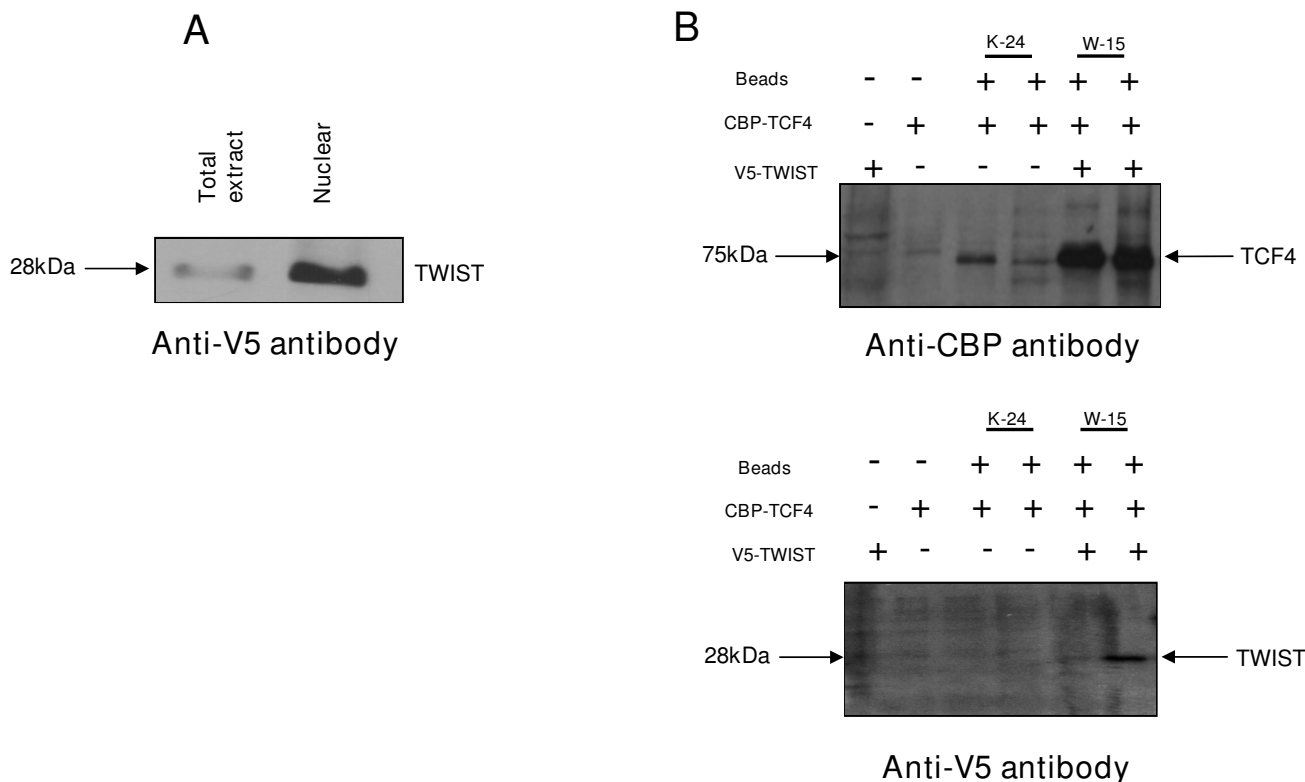 A
Total extract
Nuclear
28kDa
TWIST
Anti-V5 antibody
B
K-24 W-15
Beads - - + + + +
CBP-TCF4 - + + + + +
V5-TWIST + - - - + +
75kDa
TCF4
Anti-CBP antibody
K-24 W-15
Beads - - + + + +
CBP-TCF4 - + + + + +
V5-TWIST + - - - + +
28kDa
TWIST
Anti-V5 antibody